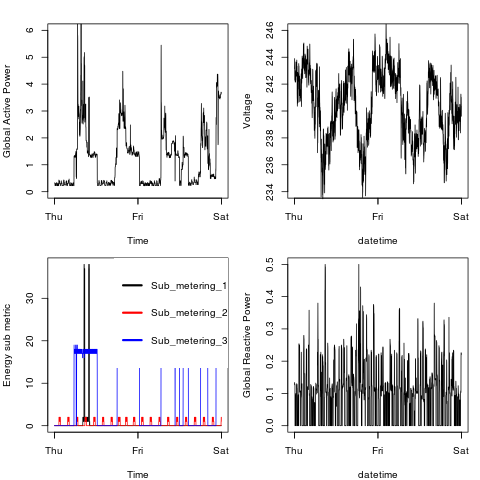 Global Active Power
0 1 2 3 4 5 6
Thu Fri Sat
Time
Voltage
234 236 238 240 242 244 246
Thu Fri Sat
datetime
Energy sub metric
0 10 20 30
Sub_metering_1
Sub_metering_2
Sub_metering_3
Thu Fri Sat
Time
Global Reactive Power
0.0 0.1 0.2 0.3 0.4 0.5
Thu Fri Sat
datetime